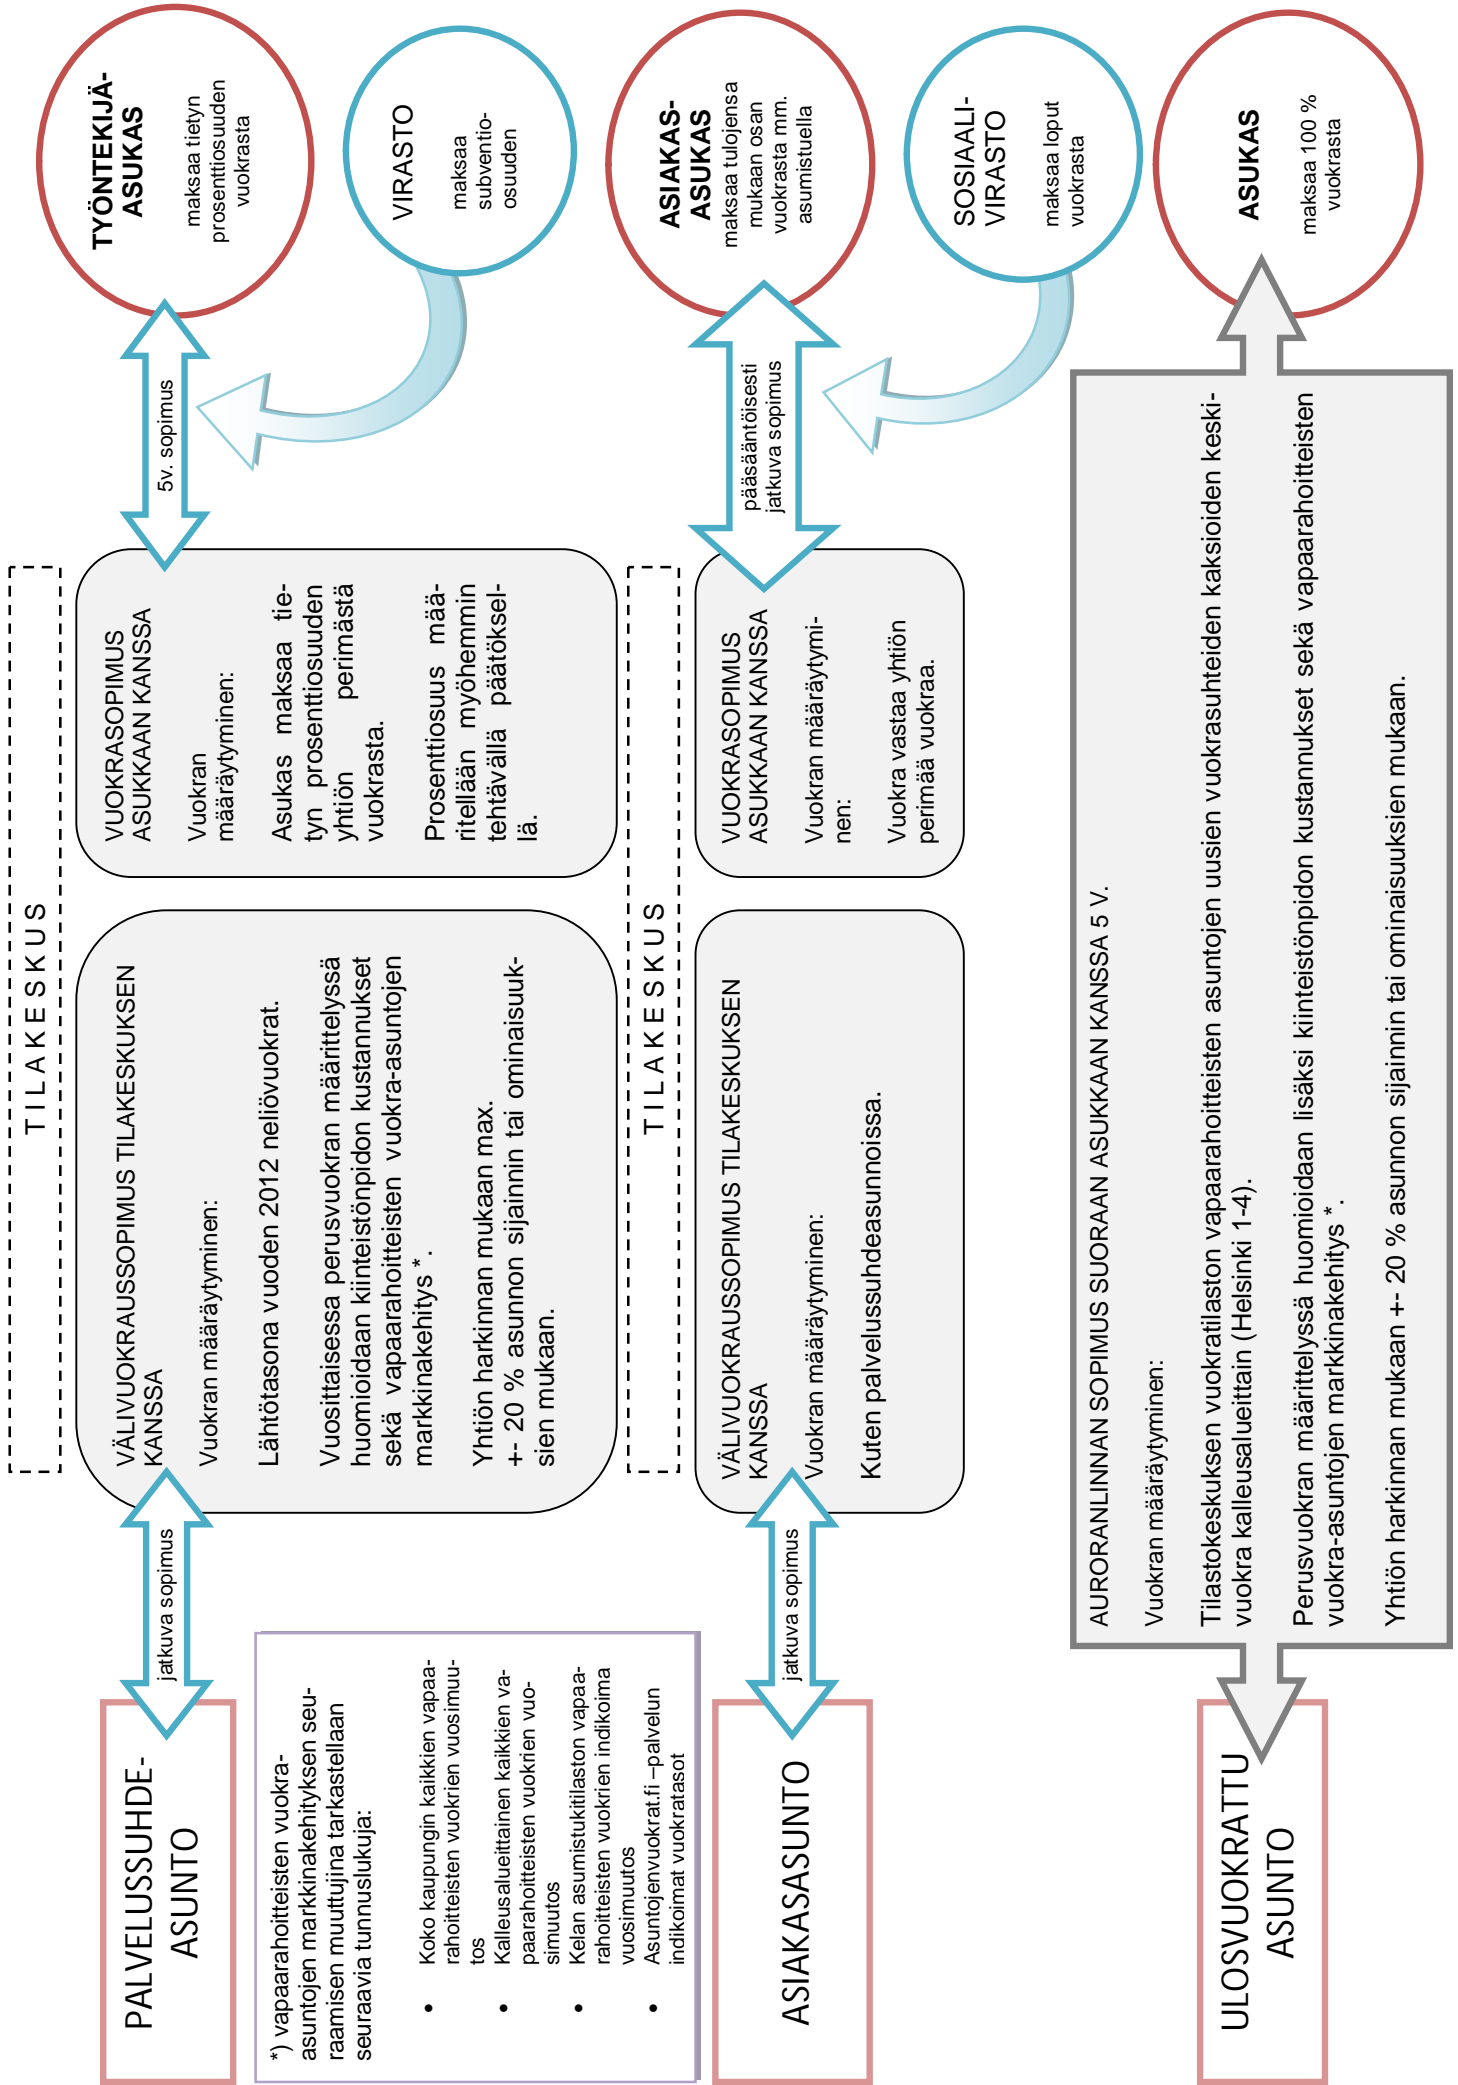 PALVELUSSUHDE-
ASUNTO
jatkuva sopimus
T I L A K E S K U S
VÄLIVUOKRAUSSOPIMUS TILAKESKUKSEN
KANSSA
Vuokran määräytyminen:
Lähtötasona vuoden 2012 neliövuokrat.
Vuosittaisessa perusvuokran määrittelyssä
huomioidaan kiinteistönpidon kustannukset
sekä vapaarahoitteisten vuokra-asuntojen
markkinakehitys *.
Yhtiön harkinnan mukaan max.
+- 20 % asunnon sijainnin tai ominaisuuk-
sien mukaan.
VUOKRASOPIMUS
ASUKKAAN KANSSA
Vuokran
määräytyminen:
Asukas maksaa tie-
tyn prosenttiosuuden
yhtiön perimästä
vuokrasta.
Prosenttiosuus mää-
ritellään myöhemmin
tehtävällä päätöksel-
lä.
5v. sopimus
TYÖNTEKIJÄ-
ASUKAS
maksaa tietyn
prosenttiosuuden
vuokrasta
VIRASTO
maksaa
subventio-
osuuden
*) vapaarahoitteisten vuokra-
asuntojen markkinakehityksen seu-
raamisen muuttujina tarkastellaan
seuraavia tunnuslukuja:
• Koko kaupungin kaikkien vapaa-
rahoitteisten vuokrien vuosimuu-
tos
• Kalleusalueittainen kaikkien va-
paarahoitteisten vuokrien vuo-
simuutos
• Kelan asumistukitilaston vapaa-
rahoitteisten vuokrien indikoima
vuosimuutos
• Asuntojenvuokrat.fi –palvelun
indikoimat vuokratasot
ASIAKASASUNTO
jatkuva sopimus
T I L A K E S K U S
VÄLIVUOKRAUSSOPIMUS TILAKESKUKSEN
KANSSA
Vuokran määräytyminen:
Kuten palvelussuhdeasunnoissa.
VUOKRASOPIMUS
ASUKKAAN KANSSA
Vuokran määräytymi-
nen:
Vuokra vastaa yhtiön
perimää vuokraa.
pääsääntöisesti
jatkuva sopimus
ASIAKAS-
ASUKAS
maksaa tulojensa
mukaan osan
vuokrasta mm.
asumistuella
SOSIAALI-
VIRASTO
maksaa loput
vuokrasta
ULOSVUOKRATTU
ASUNTO
AURORANLINNAN SOPIMUS SUORAAN ASUKKAAN KANSSA 5 V.
Vuokran määräytyminen:
Tilastokeskuksen vuokratilaston vapaarahoitteisten asuntojen uusien vuokrasuhteiden kaksioiden keski-
vuokra kalleusalueittain (Helsinki 1-4).
Perusvuokran määrittelyssä huomioidaan lisäksi kiinteistönpidon kustannukset sekä vapaarahoitteisten
vuokra-asuntojen markkinakehitys *.
Yhtiön harkinnan mukaan +- 20 % asunnon sijainnin tai ominaisuuksien mukaan.
ASUKAS
maksaa 100 %
vuokrasta